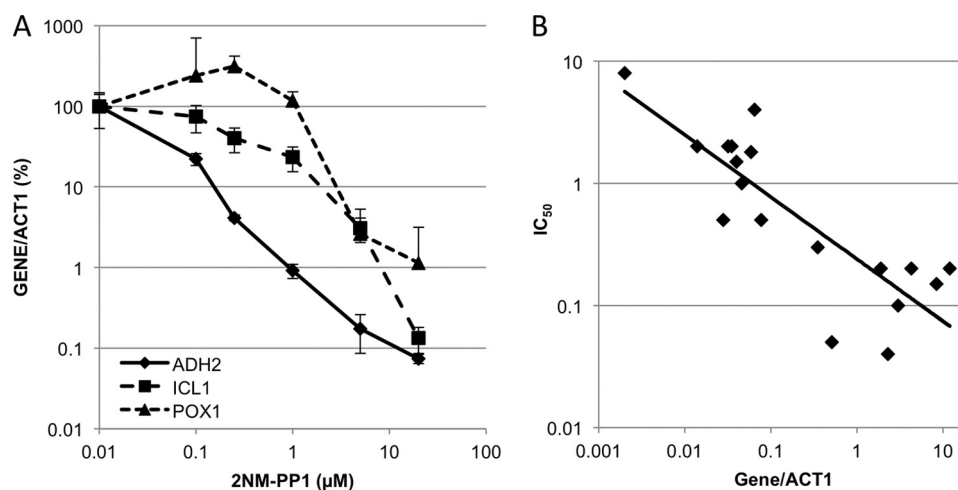 A
GENE/ACT1 (%)
1000
100
10
1
0.1
0.01
ADH2
ICL1
POX1
0.01 0.1 1 10 100
2NM-PP1 (µM)
B
IC50
10
1
0.1
0.01
0.001 0.01 0.1 1 10
Gene/ACT1